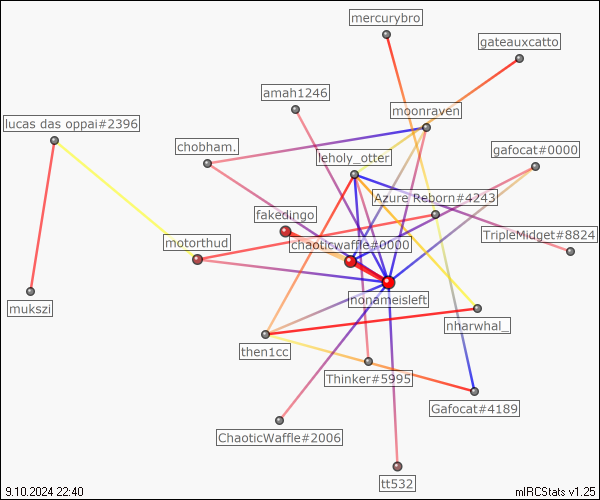 mercurybro
gateauxcatto
amah1246
moonraven
lucas das oppai#2396
chobham.
leholy_otter
gafocat#0000
Azure Reborn#4243
fakedingo
TripleMidget#8824
motorthud
chaoticwaffle#0000
nonameisleft
mukszi
nharwhal_
then1cc
Thinker#5995
Gafocat#4189
ChaoticWaffle#2006
tt532
9.10.2024 22:40
mIRCStats v1.25